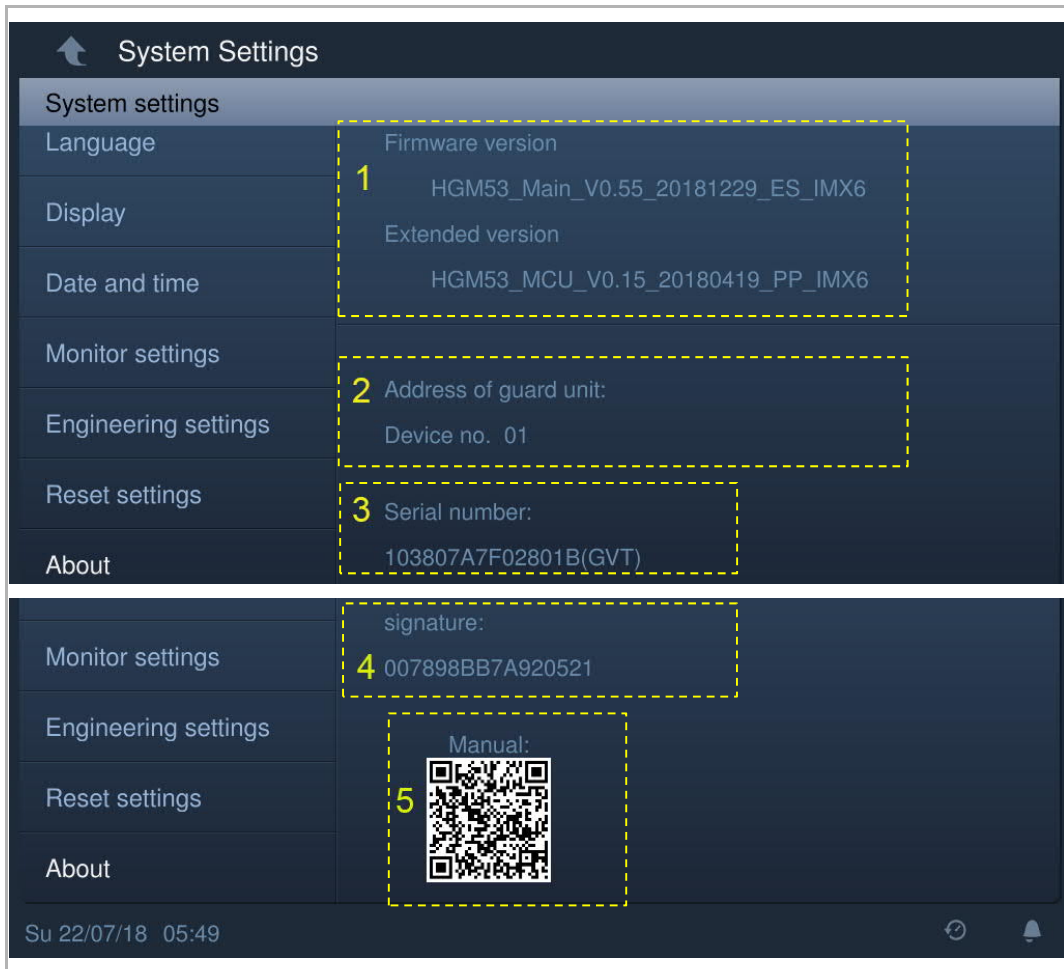 System Settings
System settings
Language
Display
Date and time
Monitor settings
Engineering settings
Reset settings
About
1
Firmware version
HGM53_Main_V0.55_20181229_ES_IMX6
Extended version
HGM53_MCU_V0.15_20180419_PP_IMX6
2
Address of guard unit:
Device no. 01
3
Serial number:
103807A7F02801B(GVT)
Monitor settings
Engineering settings
Reset settings
About
signature:
4
007898BB7A920521
Manual:
5
Su 22/07/18 05:49